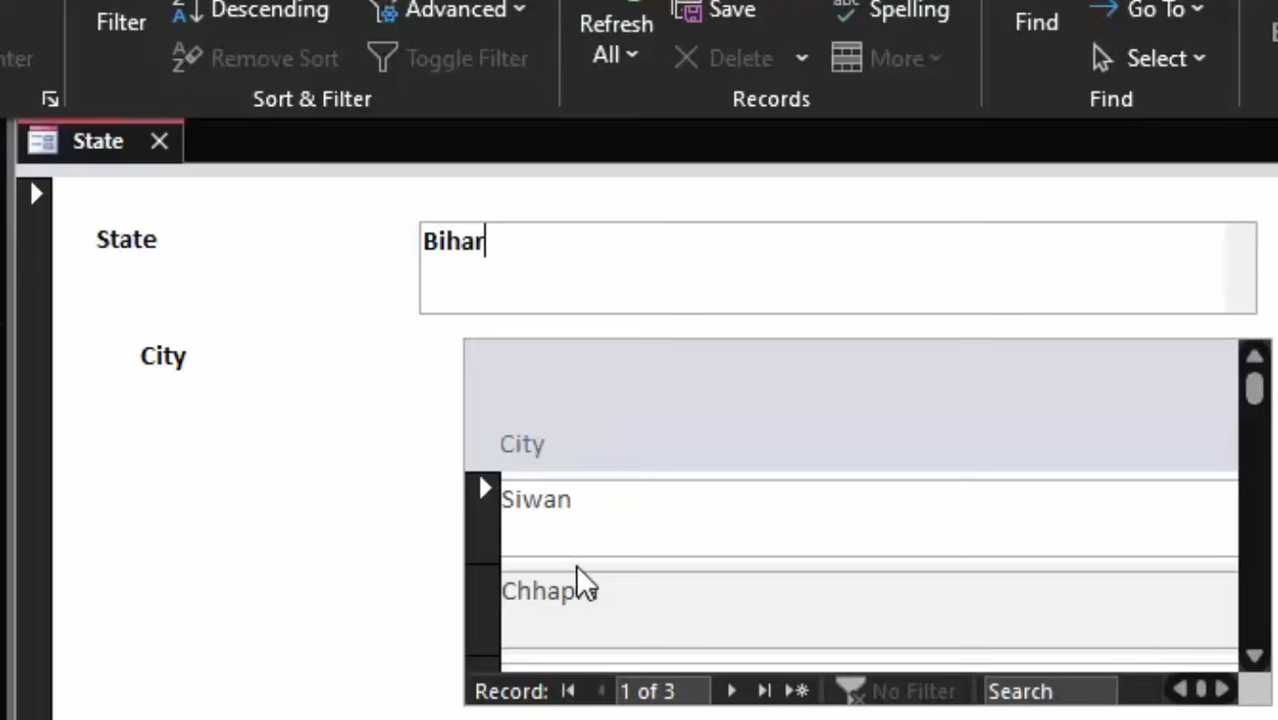 Filter
Descending
Advanced
Remove Sort
Toggle Filter
Sort & Filter
Refresh
All
Save
Spelling
Delete
More
Records
Find
Go To
Select
Find
State
State
Bihar
City
City
Siwan
Record: 1 of 3 No Filter Search